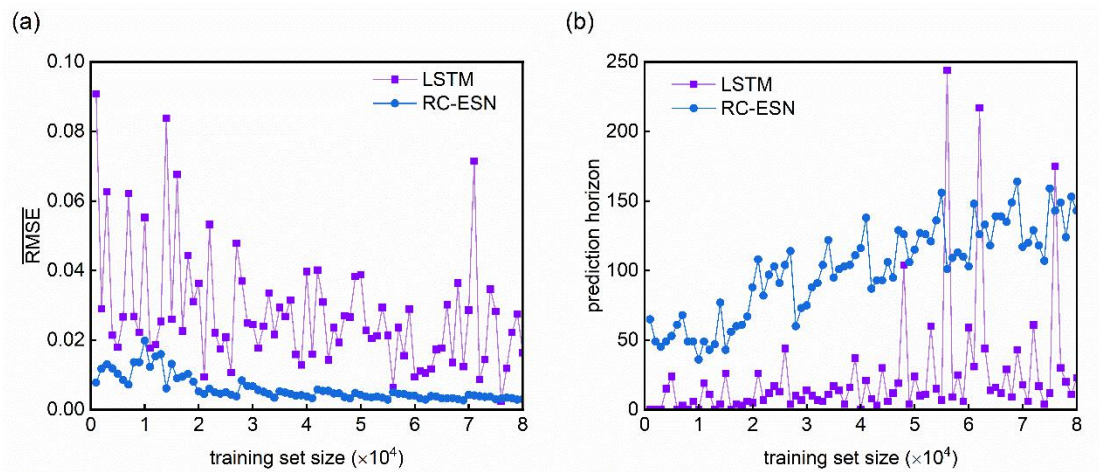 (a)
0.10
0.08
0.06
0.04
0.02
0.00
RMSE
LSTM
RC-ESN
0 1 2 3 4 5 6 7 8
training set size (×10⁴)
(b)
250
200
150
100
50
0
prediction horizon
LSTM
RC-ESN
0 1 2 3 4 5 6 7 8
training set size (×10⁴)